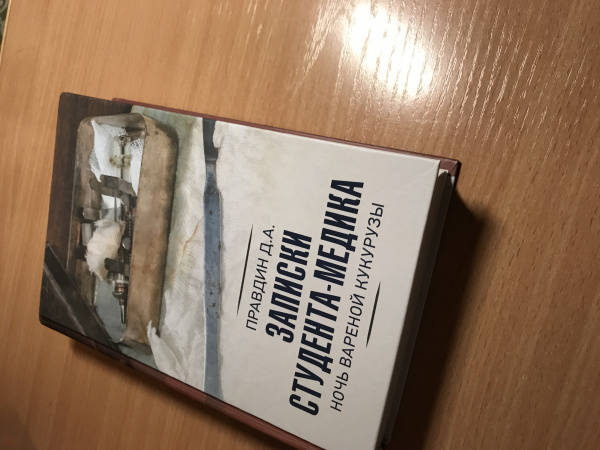 ПРАВДИН Д.А.
ЗАПИСКИ
СТУДЕНТА-МЕДИКА
НОЧЬ ВАРЕНОЙ КУКУРУЗЫ